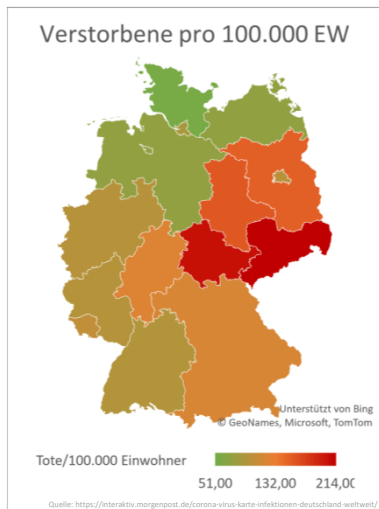 Verstorbene pro 100.000 EW
Unterstützt von Bing
© GeoNames, Microsoft, TomTom
Tote/100.000 Einwohner
51,00 132,00 214,00
Quelle: https://interaktiv.morgenpost.de/corona-virus-karte-infektionen-deutschland-weltweit/